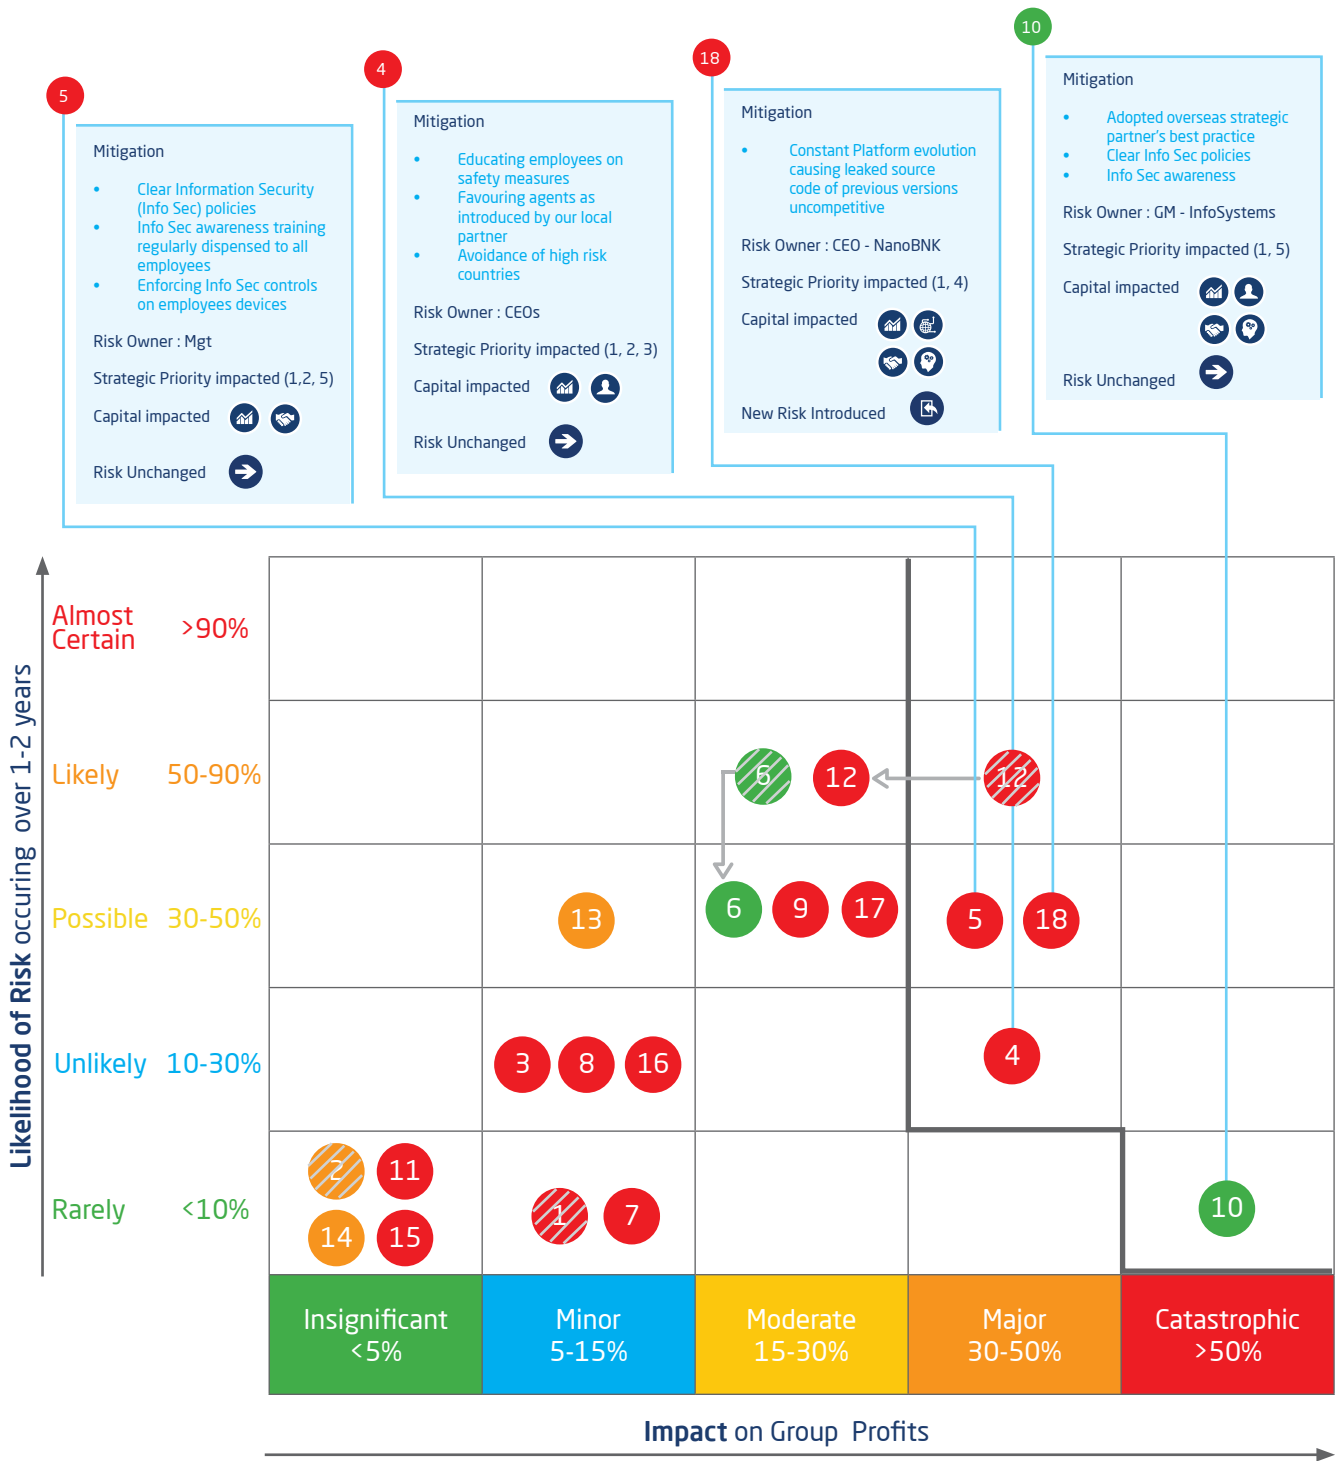 5
Mitigation
• Clear Information Security
(Info Sec) policies
• Info Sec awareness training
regularly dispensed to all
employees
• Enforcing Info Sec controls
on employees devices
Risk Owner : Mgt
Strategic Priority impacted (1,2, 5)
Capital impacted
Risk Unchanged
4
Mitigation
• Educating employees on
safety measures
• Favouring agents as
introduced by our local
partner
• Avoidance of high risk
countries
Risk Owner : CEOs
Strategic Priority impacted (1, 2, 3)
Capital impacted
Risk Unchanged
18
Mitigation
• Constant Platform evolution
causing leaked source
code of previous versions
uncompetitive
Risk Owner : CEO - NanoBNK
Strategic Priority impacted (1, 4)
Capital impacted
New Risk Introduced
10
Mitigation
• Adopted overseas strategic
partner's best practice
• Clear Info Sec policies
• Info Sec awareness
Risk Owner : GM - InfoSystems
Strategic Priority impacted (1, 5)
Capital impacted
Risk Unchanged
Likelihood of Risk occuring over 1-2 years
Almost
Certain >90%
Likely 50-90%
6 12 12
Possible 30-50%
13 6 9 17 5 18
Unlikely 10-30%
3 8 16 4
Rarely <10%
2 11
14 15
1 7
10
Insignificant
<5%
Minor
5-15%
Moderate
15-30%
Major
30-50%
Catastrophic
>50%
Impact on Group Profits